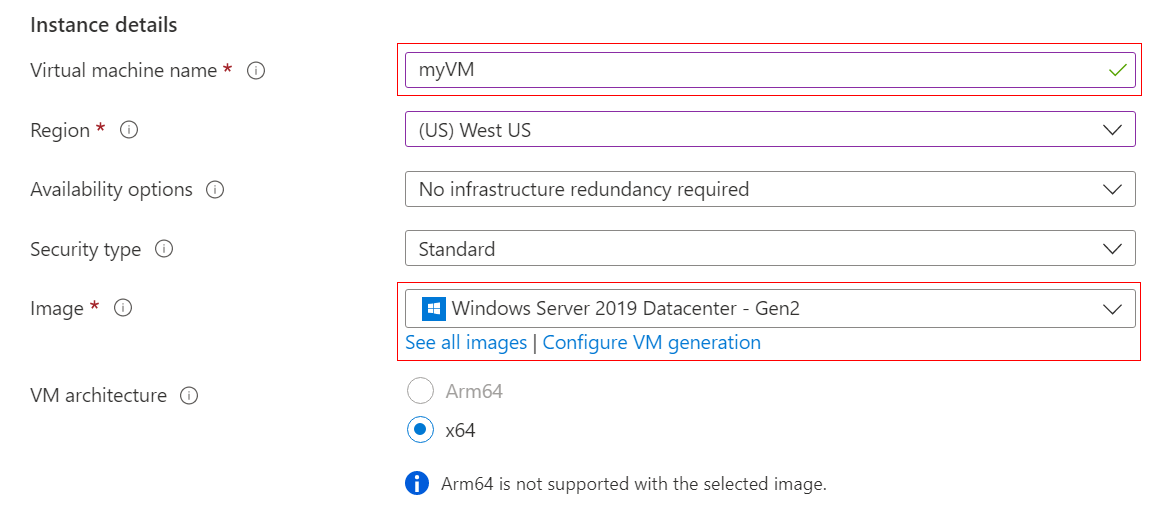 Instance details
Virtual machine name * myVM
Region * (US) West US
Availability options No infrastructure redundancy required
Security type Standard
Image * Windows Server 2019 Datacenter - Gen2
See all images | Configure VM generation
VM architecture Arm64
x64
Arm64 is not supported with the selected image.